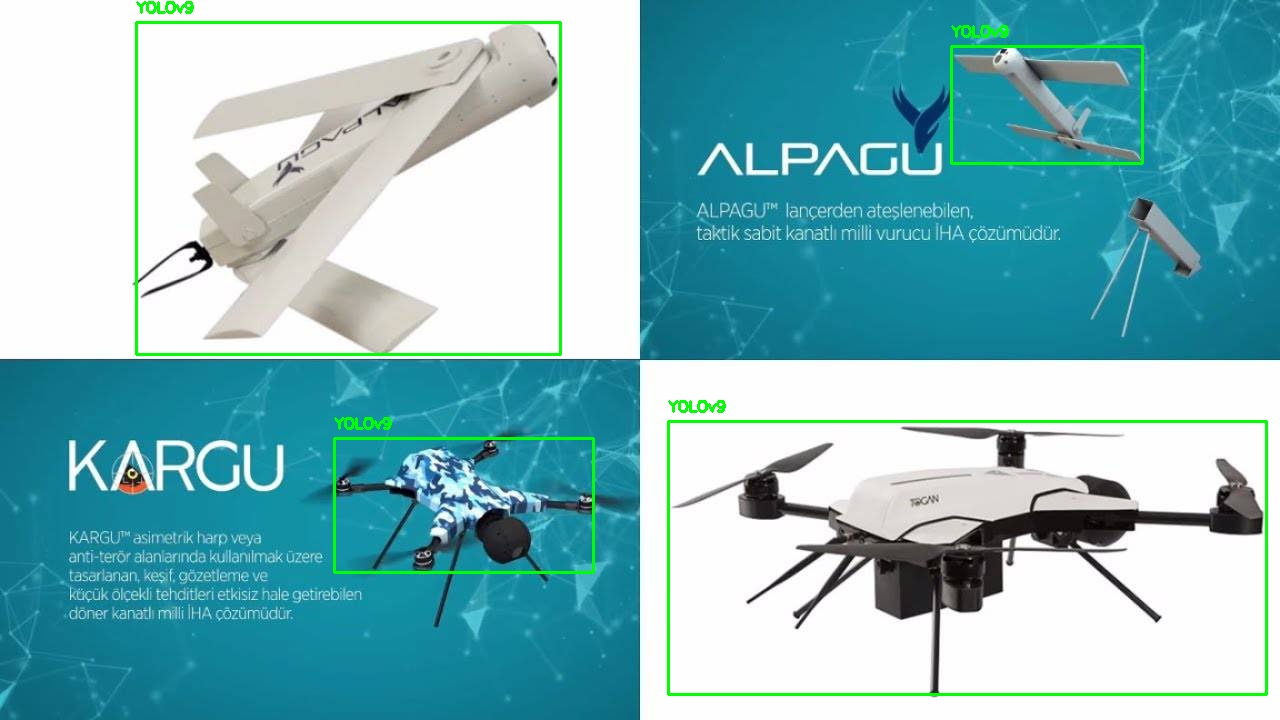 YOLOv9
ALPAGU
YOLOv9
ALPAGU
ALPAGU™ lançerden ateşlenebilen,
taktik sabit kanatlı milli vurucu İHA çözümüdür.
YOLOv9
KARGU
KARGU™ asimetrik harp veya
anti-terör alanlarında kullanılmak üzere
tasarlanan, keşif, gözetleme ve
küçük ölçekli tehditleri etkisiz hale getirebilen
döner kanatlı milli İHA çözümüdür.
YOLOv9
TOGAN